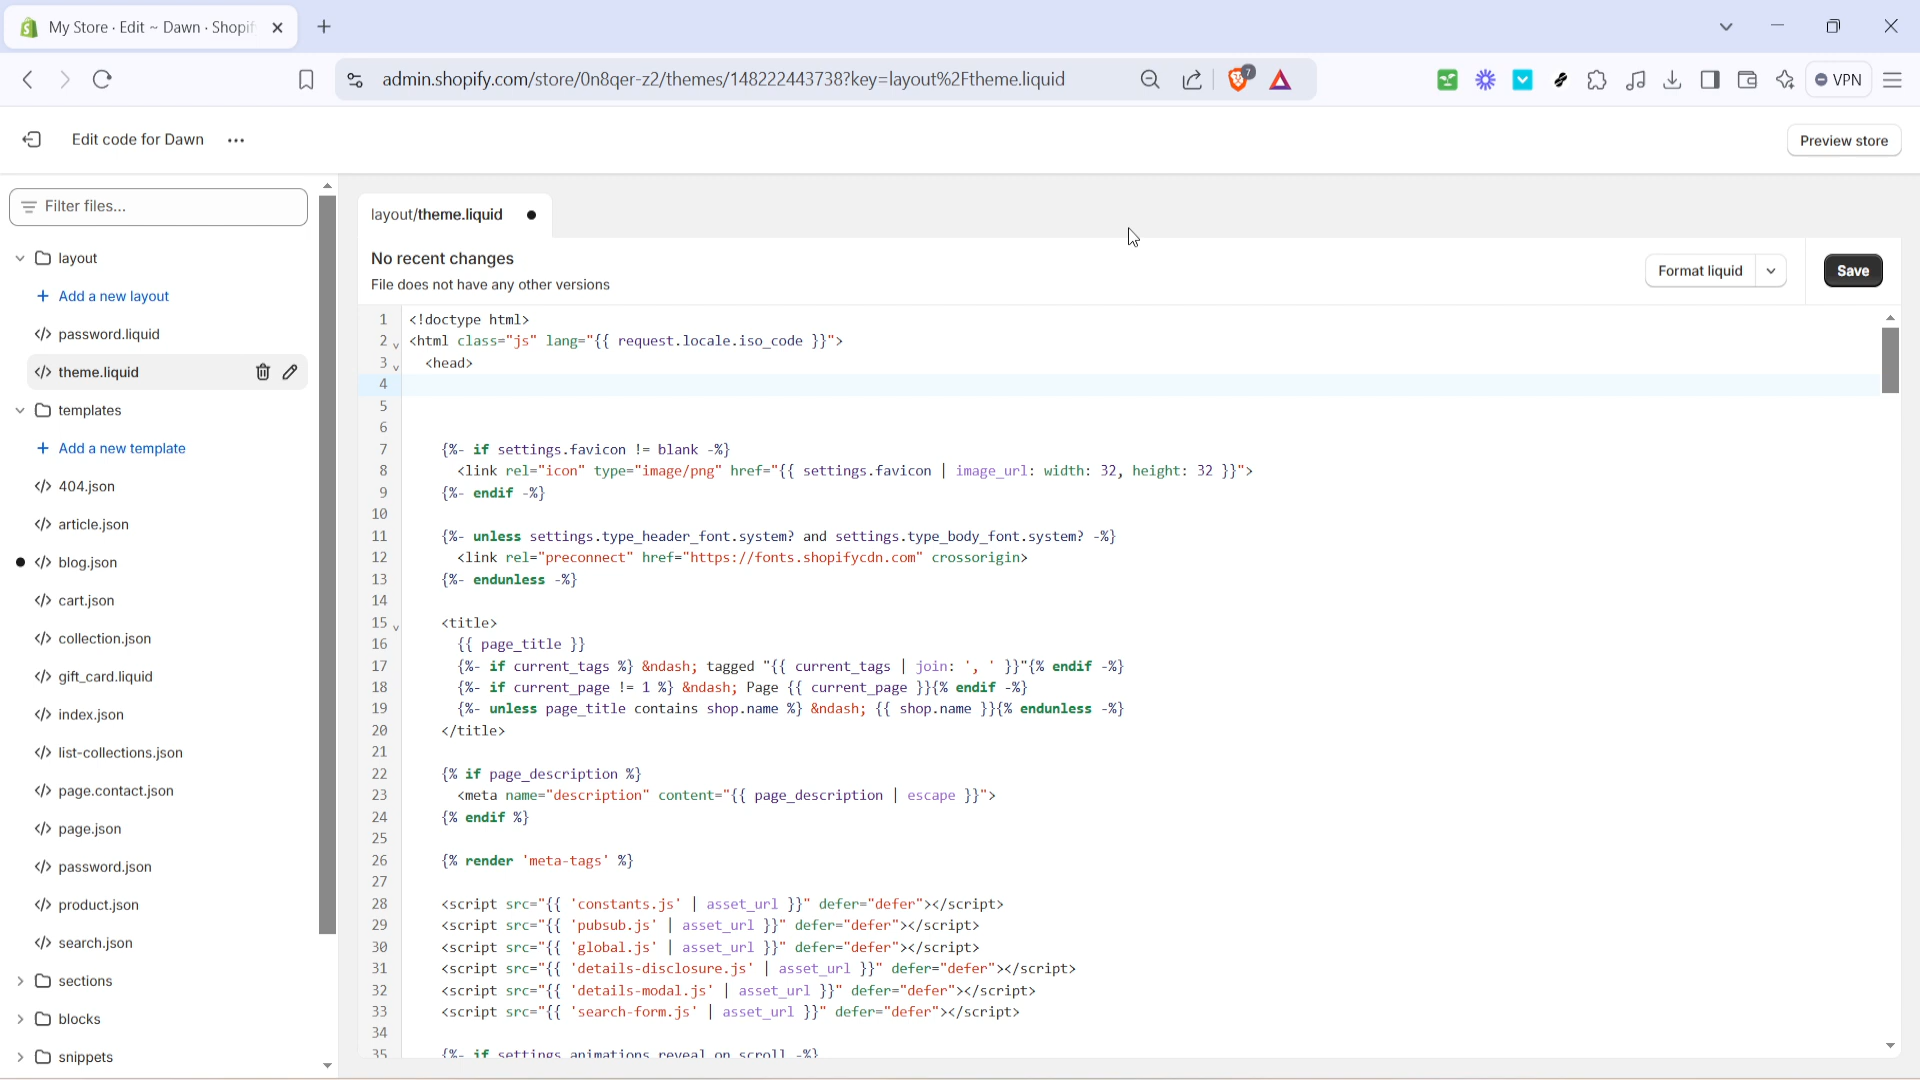 My Store · Edit ~ Dawn · Shopif
admin.shopify.com/store/0n8qer-z2/themes/148222443738?key=layout%2Ftheme.liquid
7
VPN
Edit code for Dawn
Preview store
Filter files...
layout
Add a new layout
</> password.liquid
</> theme.liquid
templates
Add a new template
</> 404.json
</> article.json
</> blog.json
</> cart.json
</> collection.json
</> gift_card.liquid
</> index.json
</> list-collections.json
</> page.contact.json
</> page.json
</> password.json
</> product.json
</> search.json
sections
blocks
snippets
layout/theme.liquid
No recent changes
File does not have any other versions
Format liquid
Save
1 <!doctype html>
2 <html class="js" lang="{{ request.locale.iso_code }}">
3 <head>
4
5
6
7 {%- if settings.favicon != blank -%}
8 <link rel="icon" type="image/png" href="{{ settings.favicon | image_url: width: 32, height: 32 }}">
9 {%- endif -%}
10
11 {%- unless settings.type_header_font.system? and settings.type_body_font.system? -%}
12 <link rel="preconnect" href="https://fonts.shopifycdn.com" crossorigin>
13 {%- endunless -%}
14
15 <title>
16 {{ page_title }}
17 {%- if current_tags %} &ndash; tagged "{{ current_tags | join: ', ' }}"{% endif -%}
18 {%- if current_page != 1 %} &ndash; Page {{ current_page }}{% endif -%}
19 {%- unless page_title contains shop.name %} &ndash; {{ shop.name }}{% endunless -%}
20 </title>
21
22 {% if page_description %}
23 <meta name="description" content="{{ page_description | escape }}">
24 {% endif %}
25
26 {% render 'meta-tags' %}
27
28 <script src="{{ 'constants.js' | asset_url }}" defer="defer"></script>
29 <script src="{{ 'pubsub.js' | asset_url }}" defer="defer"></script>
30 <script src="{{ 'global.js' | asset_url }}" defer="defer"></script>
31 <script src="{{ 'details-disclosure.js' | asset_url }}" defer="defer"></script>
32 <script src="{{ 'details-modal.js' | asset_url }}" defer="defer"></script>
33 <script src="{{ 'search-form.js' | asset_url }}" defer="defer"></script>
34
35 {%- if settings.animations_reveal_on_scroll -%}